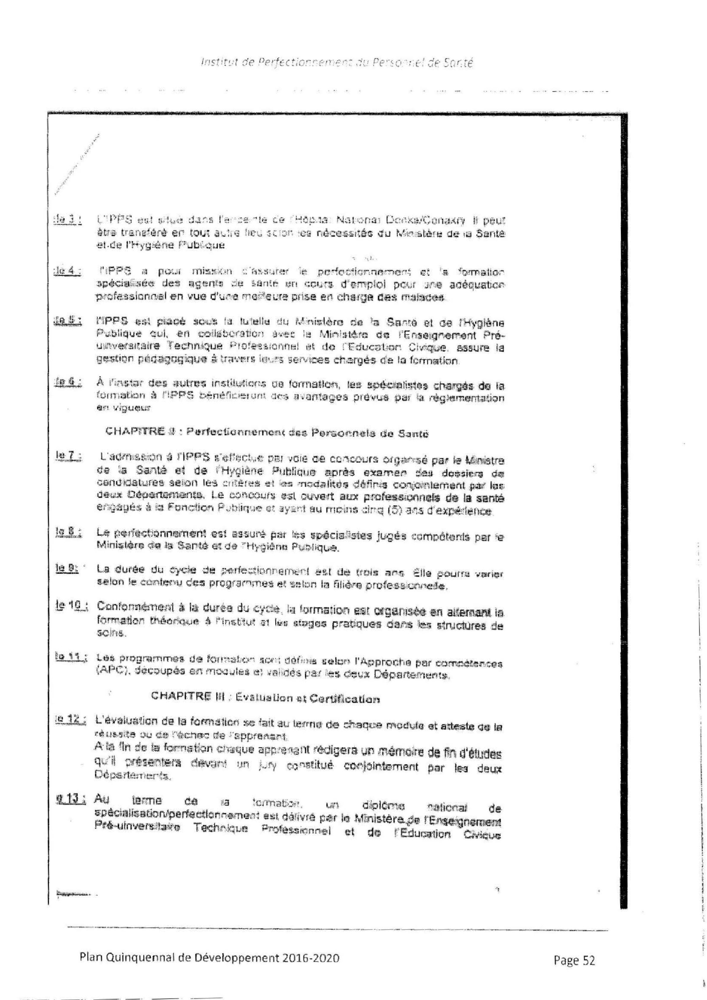 Institut de Perfectionnement du Personnel de Santé
le 3 : L'IPPS est situé dans l'enceinte de l'Hôpital National Donka/Conakry. Il peut
être transféré en tout autre lieu selon les nécessités du Ministère de la Santé
et de l'Hygiène Publique
le 4 : l'IPPS a pour mission d'assurer le perfectionnement et la formation
spécialisée des agents de santé en cours d'emploi pour une adéquation
professionnel en vue d'une meilleure prise en charge des malades.
le 5 : l'IPPS est placé sous la tutelle du Ministère de la Santé et de l'Hygiène
Publique qui, en collaboration avec le Ministère de l'Enseignement Pré-
uinversitaire Technique Professionnel et de l'Education Civique, assure la
gestion pédagogique à travers leurs services chargés de la formation.
le 6 : À l'instar des autres institutions de formation, les spécialistes chargés de la
formation à l'IPPS bénéficieront des avantages prévus par la règlementation
en vigueur
CHAPITRE : Perfectionnement des Personnels de Santé
le 7 : L'admission à l'IPPS s'effectue par voie de concours organisé par le Ministre
de la Santé et de l'Hygiène Publique après examen des dossiers de
candidatures selon les critères et les modalités définis conjointement par les
deux Départements. Le concours est ouvert aux professionnels de la santé
engagés à la Fonction Publique et ayant au moins cinq (5) ans d'expérience.
le 8 : Le perfectionnement est assuré par les spécialistes jugés compétents par le
Ministère de la Santé et de l'Hygiène Publique.
le 9: La durée du cycle de perfectionnement est de trois ans. Elle pourra varier
selon le contenu des programmes et selon la filière professionnelle.
le 10 : Conformément à la durée du cycle, la formation est organisée en alternant la
formation théorique à l'Institut et les stages pratiques dans les structures de
soins.
le 11 : Les programmes de formation sont définis selon l'Approche par compétences
(APC), découpés en modules et validés par les deux Départements.
CHAPITRE III : Evaluation et Certification
le 12 : L'évaluation de la formation se fait au terme de chaque module et atteste de la
réussite ou de l'échec de l'apprenant.
A la fin de la formation chaque apprenant rédigera un mémoire de fin d'études
qu'il présentera devant un jury constitué conjointement par les deux
Départements.
e 13 : Au terme de la formation, un diplôme national de
spécialisation/perfectionnement est délivré par le Ministère de l'Enseignement
Pré-uinversitaire Technique Professionnel et de l'Education Civique
Plan Quinquennal de Développement 2016-2020
Page 52